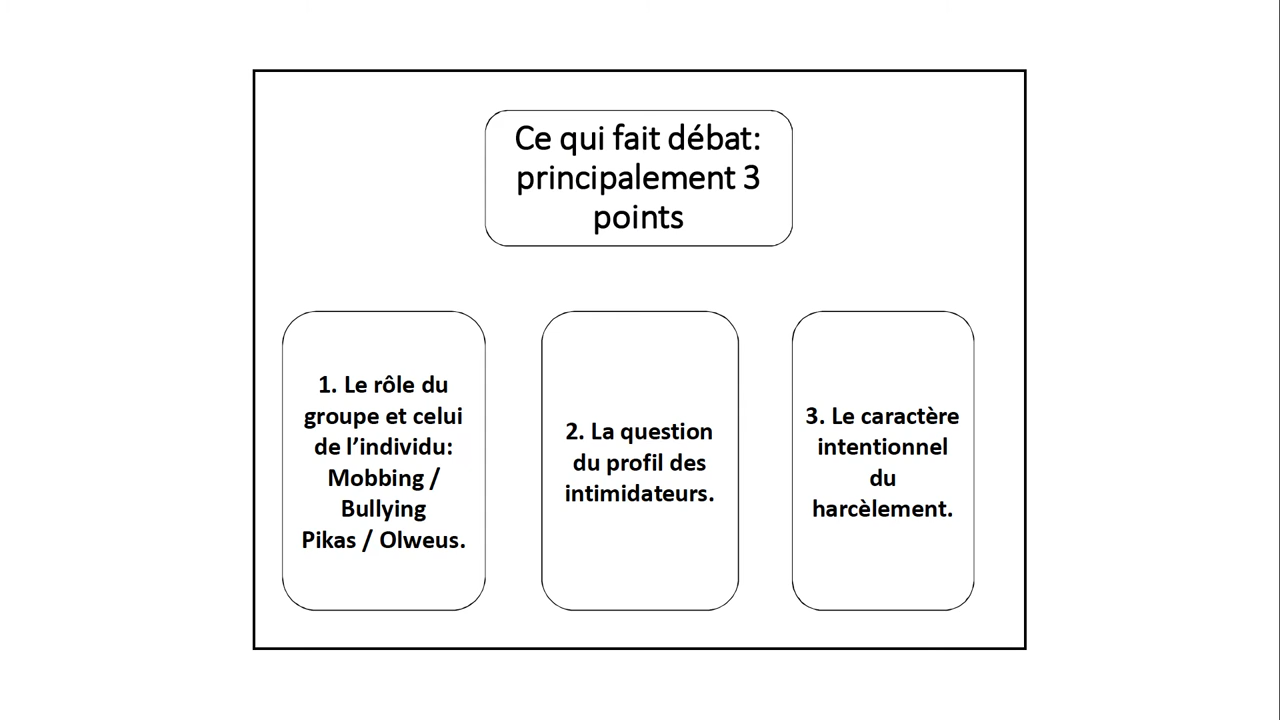 Ce qui fait débat:
principalement 3
points
1. Le rôle du
groupe et celui
de l’individu:
Mobbing /
Bullying
Pikas / Olweus.
2. La question
du profil des
intimidateurs.
3. Le caractère
intentionnel
du
harcèlement.